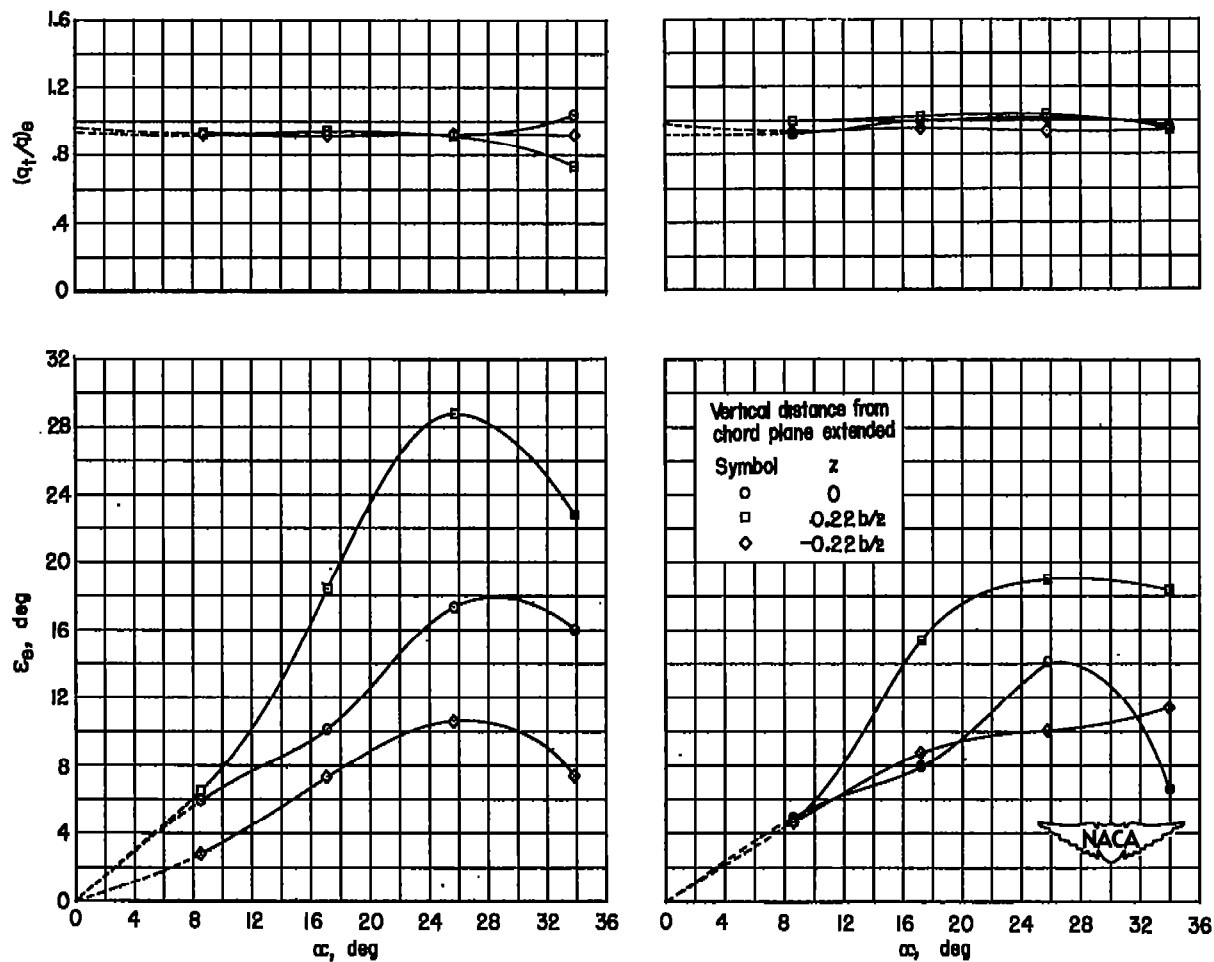 1.6
1.2
.8
.4
0
(qt/q)e
32
28
24
20
16
12
8
4
0
εe, deg
0 4 8 12 16 20 24 28 32 36
α, deg
Vertical distance from
chord plane extended
Symbol z
0
0.22 b/2
-0.22 b/2
NACA
0 4 8 12 16 20 24 28 32 36
α, deg